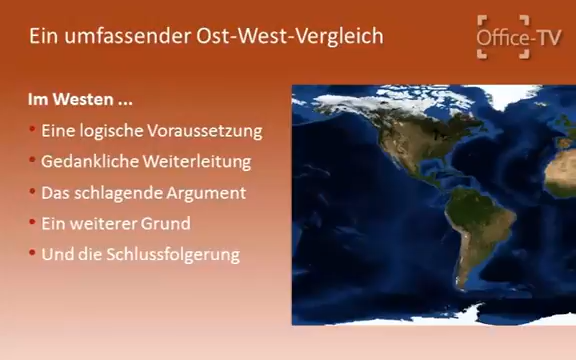 Ein umfassender Ost-West-Vergleich
Office-TV
Im Westen ...
• Eine logische Voraussetzung
• Gedankliche Weiterleitung
• Das schlagende Argument
• Ein weiterer Grund
• Und die Schlussfolgerung